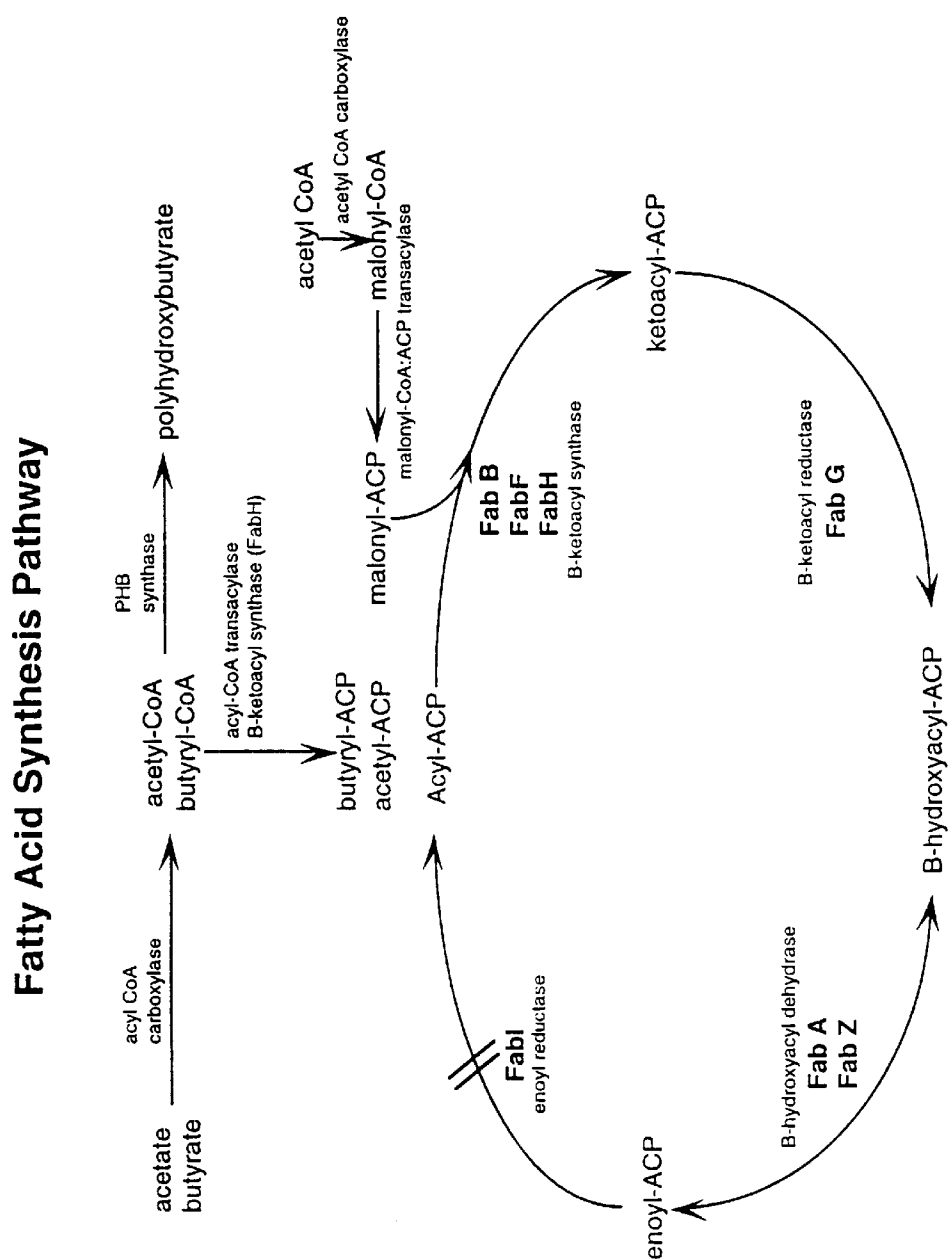 Fatty Acid Synthesis Pathway
acetate
butyrate
acyl CoA
carboxylase
acetyl-CoA
butyryl-CoA
PHB
synthase
polyhydroxybutyrate
acyl-CoA transacylase
B-ketoacyl synthase (FabH)
butyryl-ACP
acetyl-ACP
acetyl CoA
acetyl CoA carboxylase
malonyl-CoA
malonyl-CoA:ACP transacylase
malonyl-ACP
Acyl-ACP
Fab B
FabF
FabH
B-ketoacyl synthase
ketoacyl-ACP
B-ketoacyl reductase
Fab G
B-hydroxyacyl-ACP
B-hydroxyacyl dehydrase
Fab A
Fab Z
enoyl-ACP
FabI
enoyl reductase